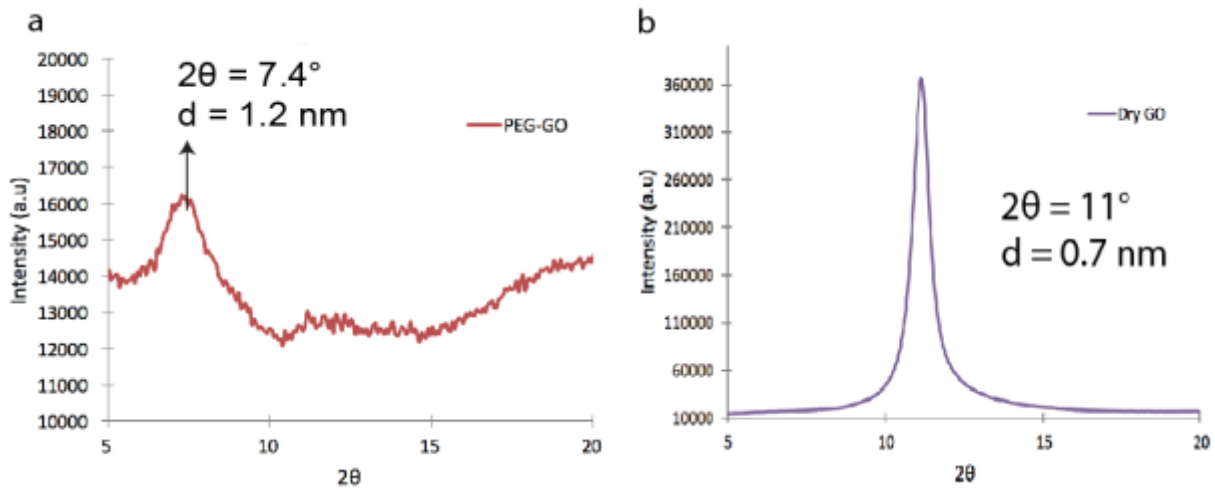 a
20000
19000
18000
17000
16000
15000
14000
13000
12000
11000
10000
Intensity (a.u)
2θ = 7.4°
d = 1.2 nm
PEG-GO
5
10
15
20
2θ
b
360000
310000
260000
210000
160000
110000
60000
10000
Intensity (a.u)
Dry GO
2θ = 11°
d = 0.7 nm
5
10
15
20
2θ